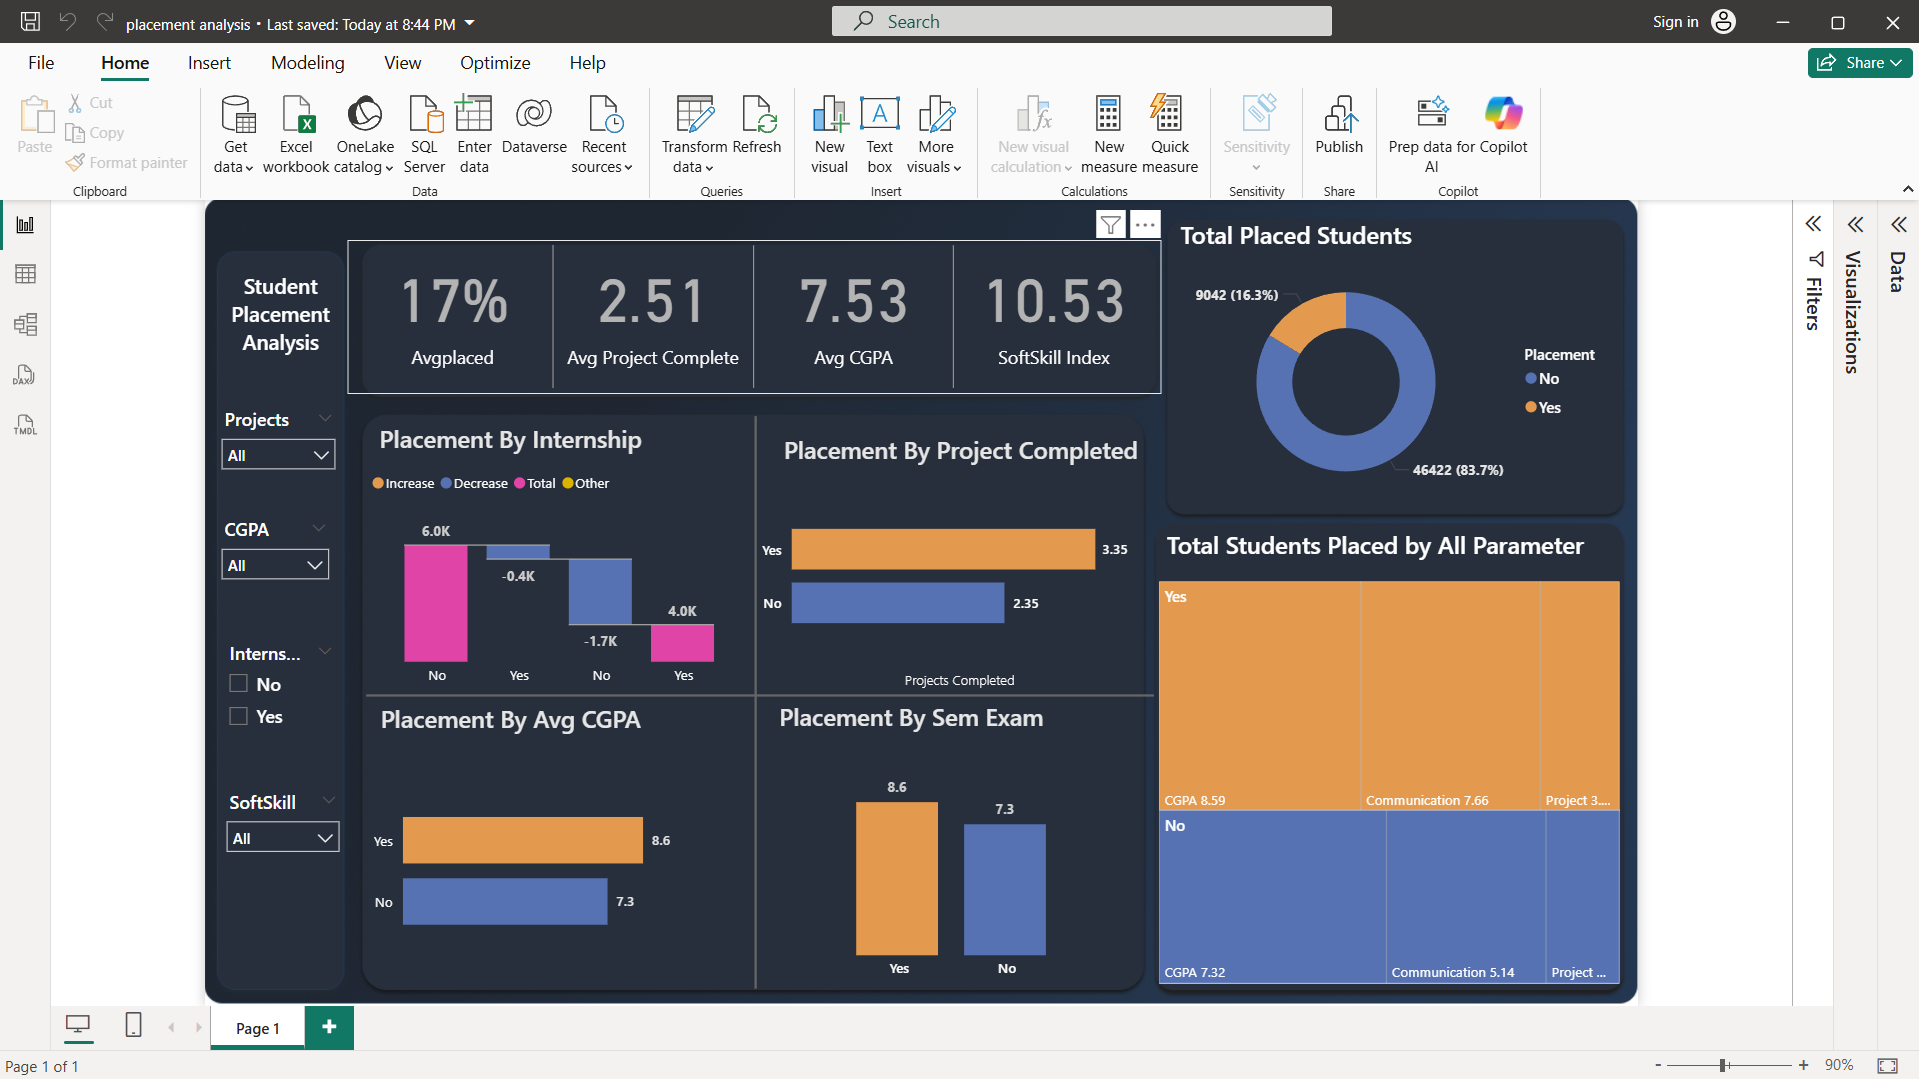 placement analysis • Last saved: Today at 8:44 PM
Search
Sign in
File
Home
Insert
Modeling
View
Optimize
Help
Share
Paste
Cut
Copy
Format painter
Clipboard
Get data
Excel workbook
OneLake catalog
SQL Server
Enter data
Dataverse
Recent sources
Data
Transform data
Refresh
Queries
New visual
Text box
More visuals
Insert
New visual calculation
New measure
Quick measure
Calculations
Sensitivity
Sensitivity
Publish
Share
Prep data for AI
Copilot
Copilot
DAX
TMDL
Student
Placement
Analysis
Projects
All
CGPA
All
Interns...
No
Yes
SoftSkill
All
17%
Avgplaced
2.51
Avg Project Complete
7.53
Avg CGPA
10.53
SoftSkill Index
Placement By Internship
Increase Decrease Total Other
6.0K
-0.4K
-1.7K
4.0K
No Yes No Yes
Placement By Project Completed
Yes 3.35
No 2.35
Projects Completed
Placement By Avg CGPA
Yes 8.6
No 7.3
Placement By Sem Exam
8.6
7.3
Yes No
Total Placed Students
9042 (16.3%)
46422 (83.7%)
Placement
No
Yes
Total Students Placed by All Parameter
Yes
CGPA 8.59 Communication 7.66 Project 3....
No
CGPA 7.32 Communication 5.14 Project ...
Filters
Visualizations
Data
Page 1
Page 1 of 1
- + 90%